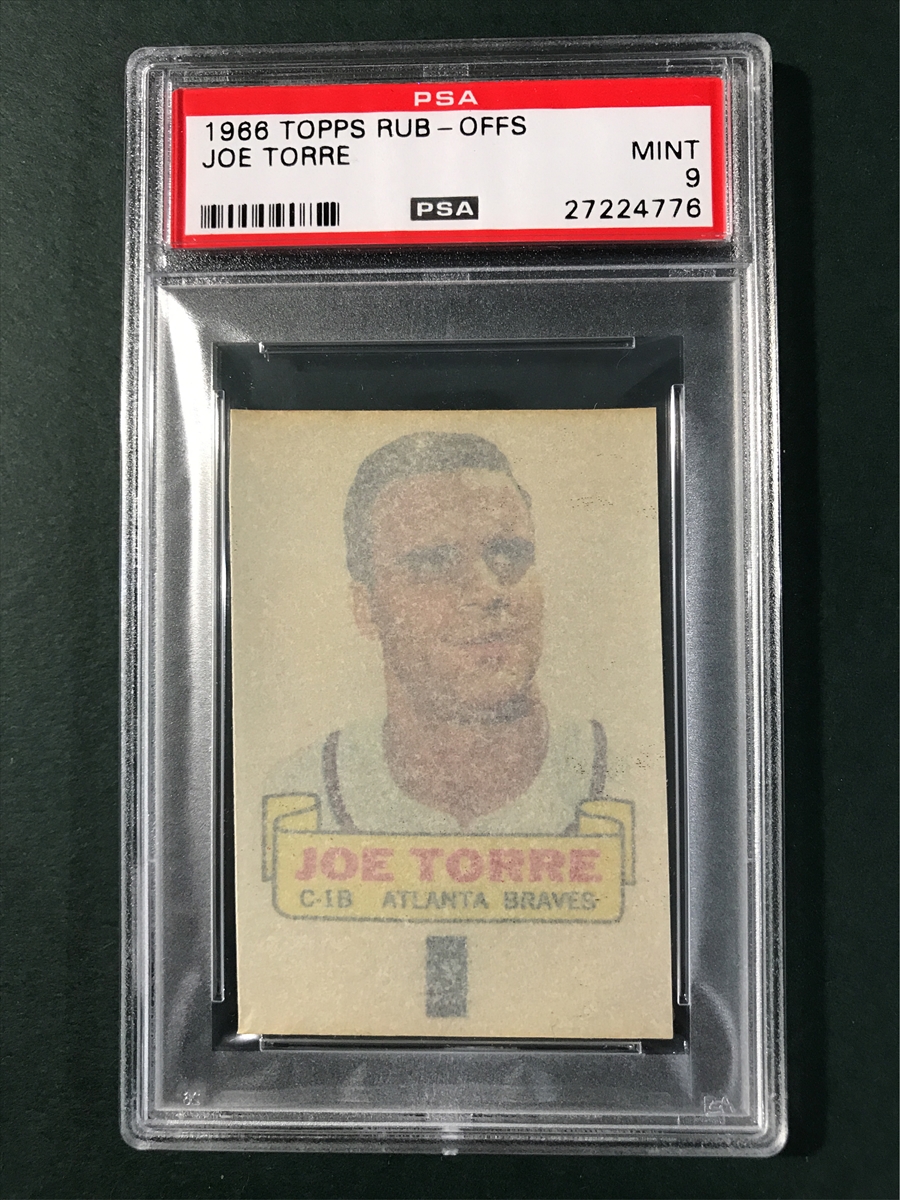 PSA
1966 TOPPS RUB-OFFS
JOE TORRE
MINT
9
PSA
27224776
JOE TORRE
C-1B ATLANTA BRAVES